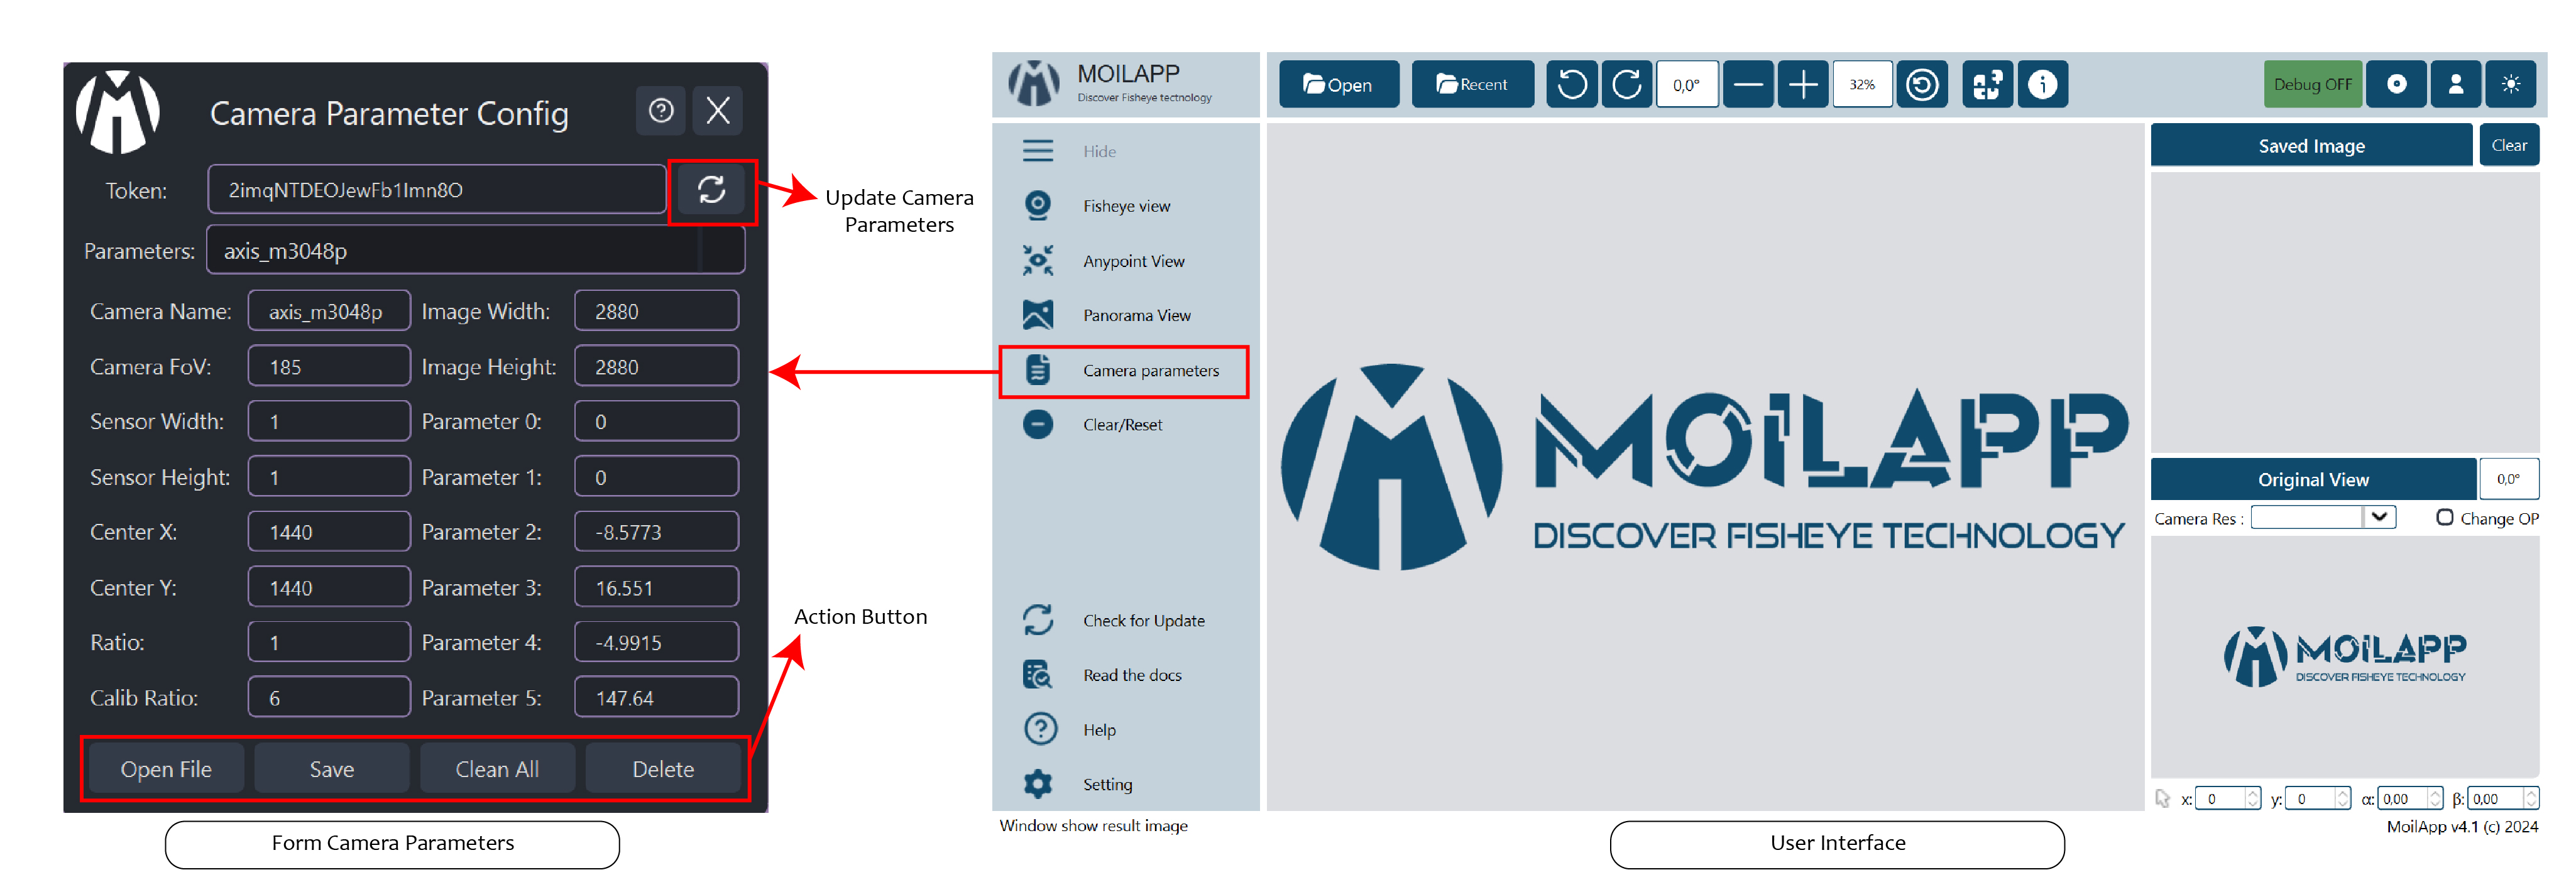 Camera Parameter Config
Token: 2imqNTDEOJewFb1Imn8O
Parameters: axis_m3048p
Camera Name: axis_m3048p Image Width: 2880
Camera FoV: 185 Image Height: 2880
Sensor Width: 1 Parameter 0: 0
Sensor Height: 1 Parameter 1: 0
Center X: 1440 Parameter 2: -8.5773
Center Y: 1440 Parameter 3: 16.551
Ratio: 1 Parameter 4: -4.9915
Calib Ratio: 6 Parameter 5: 147.64
Open File Save Clean All Delete
Form Camera Parameters
Update Camera
Parameters
Action Button
MOILAPP
Discover Fisheye tectnology
Open Recent 0,0° 32% Debug OFF
Hide
Fisheye view
Anypoint View
Panorama View
Camera parameters
Clear/Reset
Check for Update
Read the docs
Help
Setting
Window show result image
MOILAPP
DISCOVER FISHEYE TECHNOLOGY
Saved Image Clear
Original View 0,0°
Camera Res : Change OP
MOILAPP
DISCOVER FISHEYE TECHNOLOGY
x: 0 y: 0 α: 0,00 β: 0,00
MoilApp v4.1 (c) 2024
User Interface